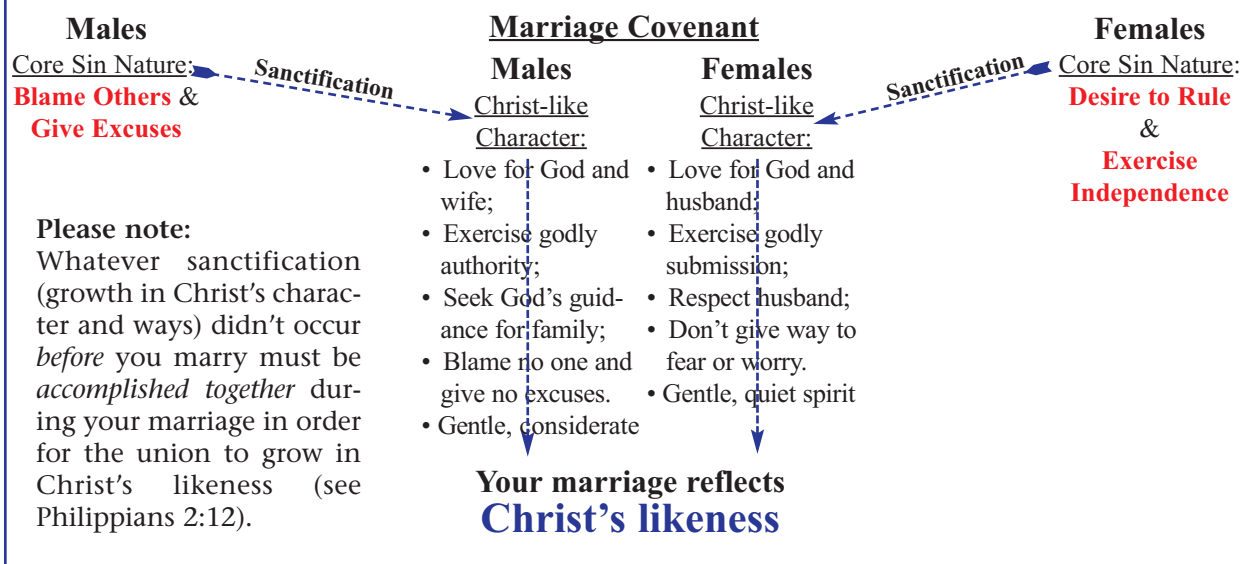 Males
Core Sin Nature:
Blame Others &
Give Excuses
Sanctification
Please note:
Whatever sanctification
(growth in Christ's charac-
ter and ways) didn't occur
before you marry must be
accomplished together dur-
ing your marriage in order
for the union to grow in
Christ's likeness (see
Philippians 2:12).
Marriage Covenant
Males
Christ-like
Character:
• Love for God and
wife;
• Exercise godly
authority;
• Seek God's guid-
ance for family;
• Blame no one and
give no excuses.
• Gentle, considerate
Females
Christ-like
Character:
• Love for God and
husband;
• Exercise godly
submission;
• Respect husband;
• Don't give way to
fear or worry.
• Gentle, quiet spirit
Sanctification
Females
Core Sin Nature:
Desire to Rule
&
Exercise
Independence
Your marriage reflects
Christ's likeness